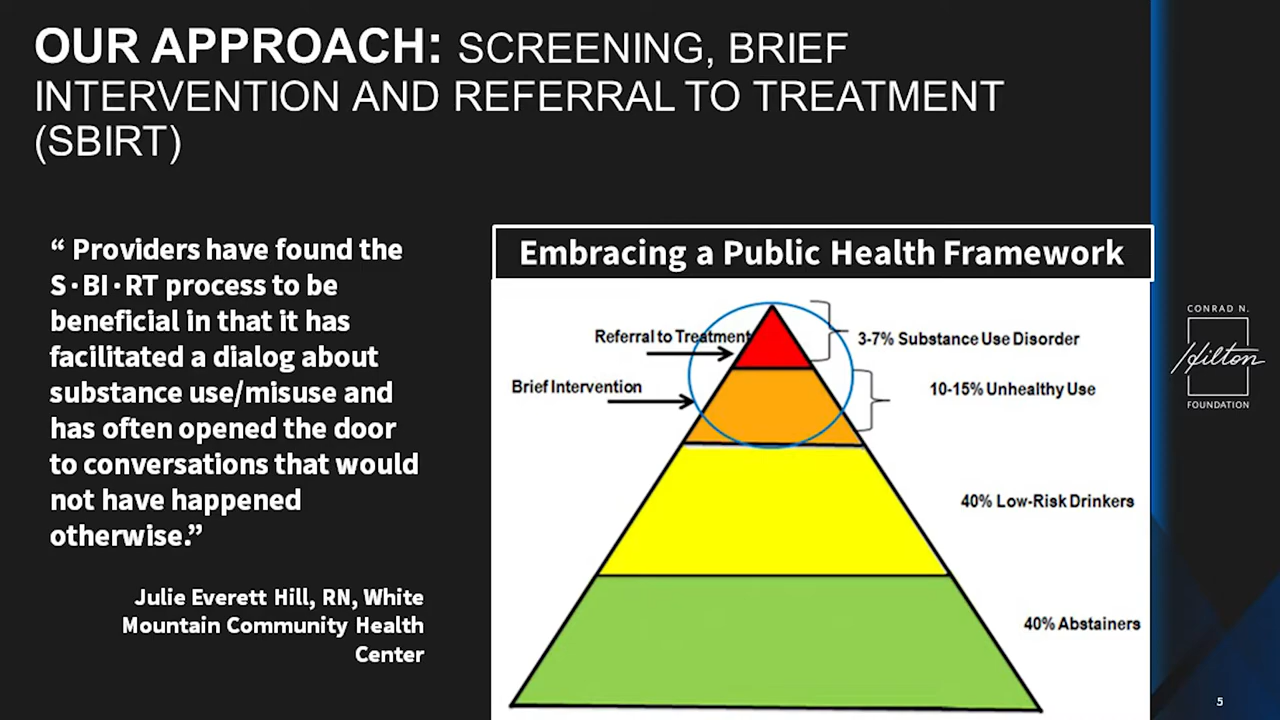 OUR APPROACH: SCREENING, BRIEF
INTERVENTION AND REFERRAL TO TREATMENT
(SBIRT)
“ Providers have found the
S·BI·RT process to be
beneficial in that it has
facilitated a dialog about
substance use/misuse and
has often opened the door
to conversations that would
not have happened
otherwise.”
Julie Everett Hill, RN, White
Mountain Community Health
Center
Embracing a Public Health Framework
Referral to Treatment
3-7% Substance Use Disorder
Brief Intervention
10-15% Unhealthy Use
40% Low-Risk Drinkers
40% Abstainers
CONRAD N.
Hilton
FOUNDATION
5